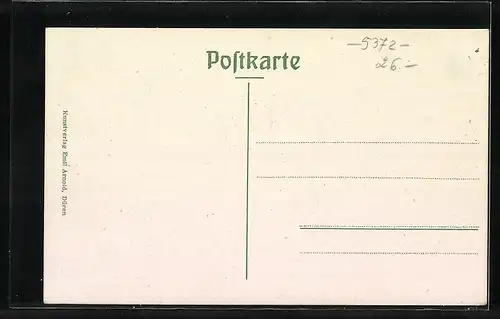 Poſtkarte
-5372-
26.-
Kunstverlag Emil Arnold, Düren